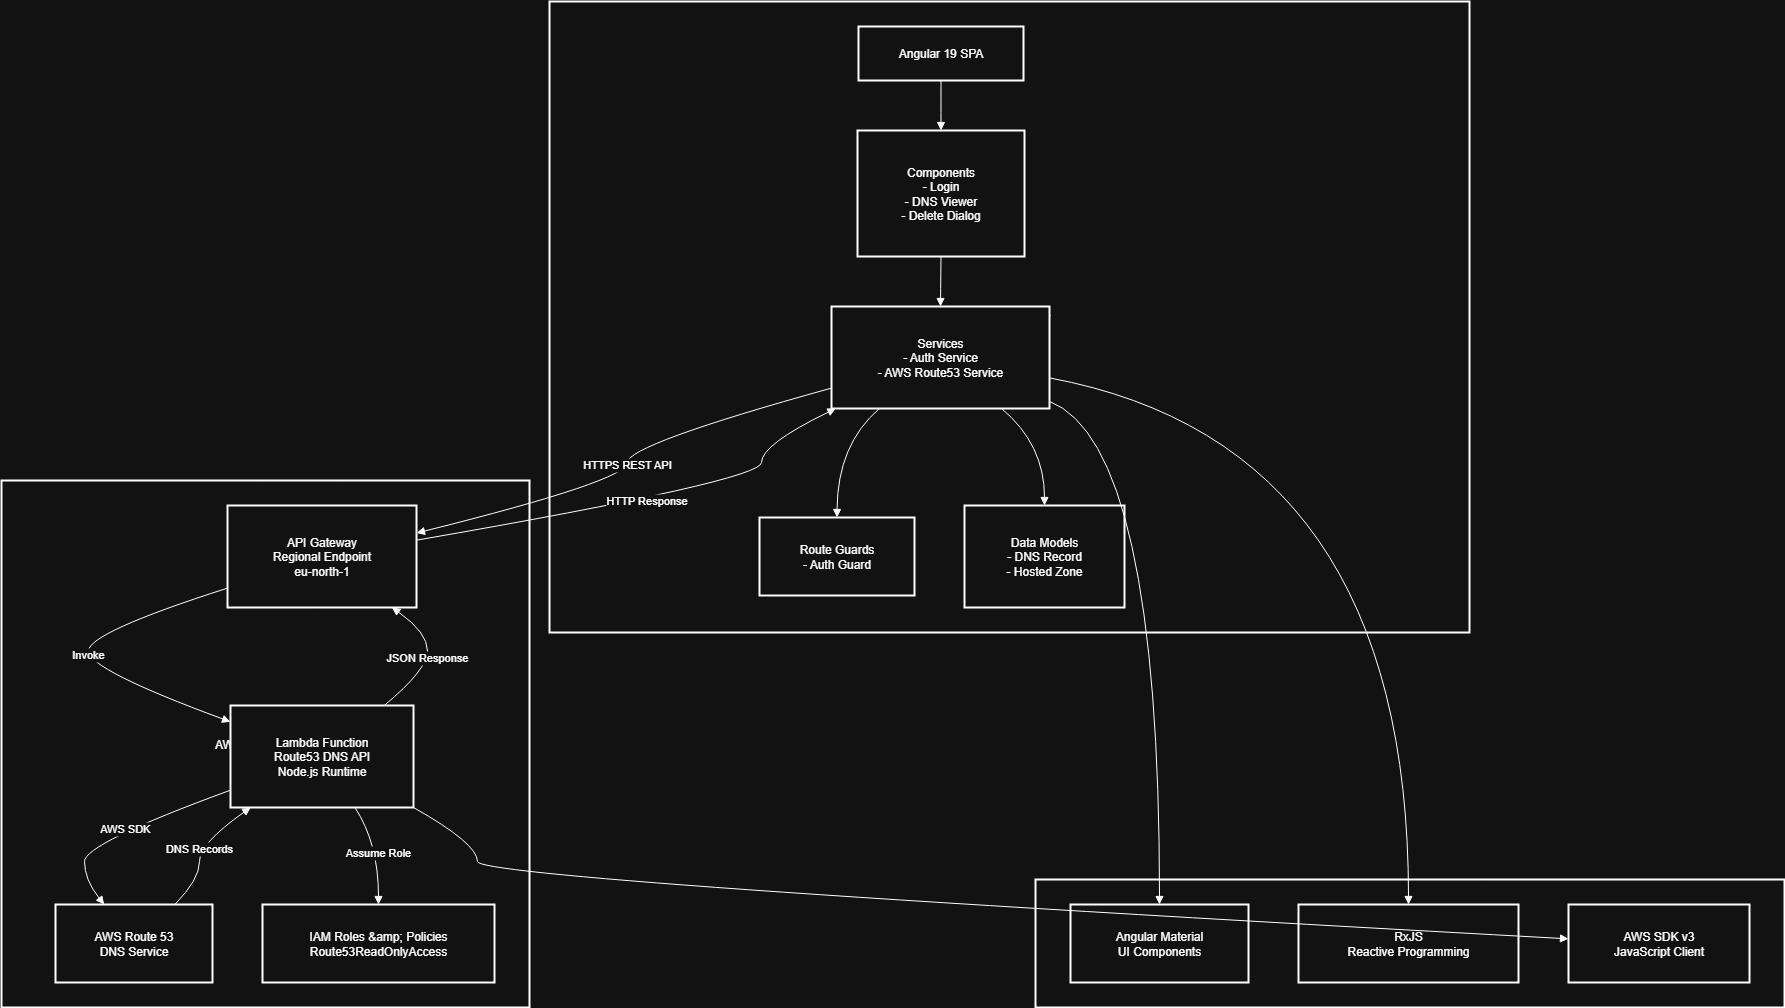 Angular 19 SPA
Components
- Login
- DNS Viewer
- Delete Dialog
Services
- Auth Service
- AWS Route53 Service
HTTPS REST API
HTTP Response
Route Guards
- Auth Guard
Data Models
- DNS Record
- Hosted Zone
API Gateway
Regional Endpoint
eu-north-1
Invoke
JSON Response
Lambda Function
Route53 DNS API
Node.js Runtime
AWS SDK
DNS Records
Assume Role
AWS Route 53
DNS Service
IAM Roles &amp; Policies
Route53ReadOnlyAccess
Angular Material
UI Components
RxJS
Reactive Programming
AWS SDK v3
JavaScript Client